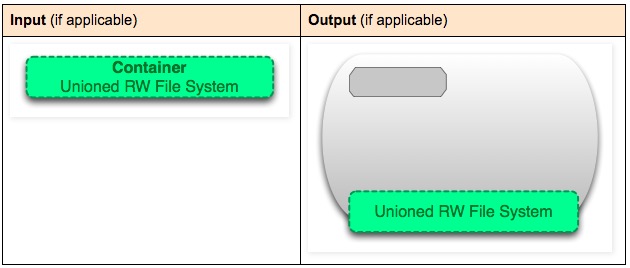 Input (if applicable)
Output (if applicable)
Container
Unioned RW File System
Unioned RW File System